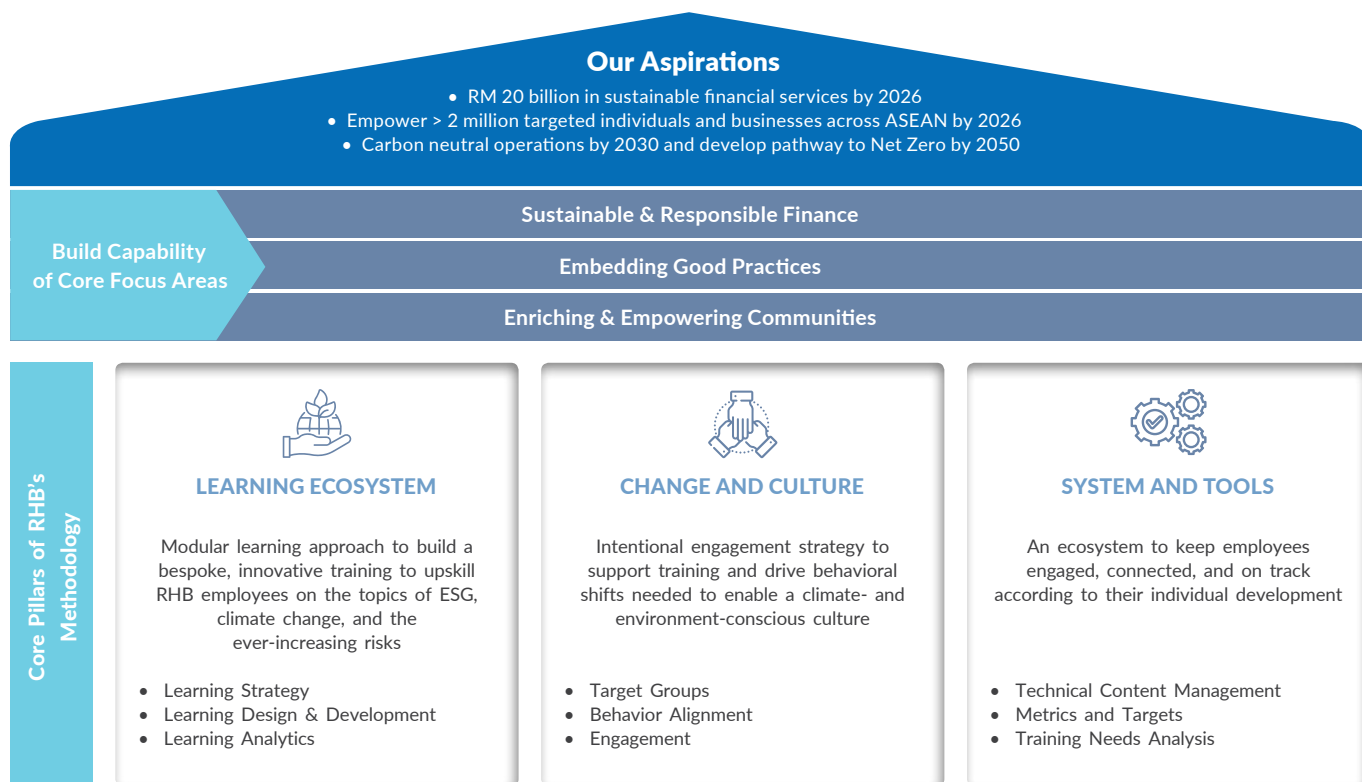 Our Aspirations
• RM 20 billion in sustainable financial services by 2026
• Empower > 2 million targeted individuals and businesses across ASEAN by 2026
• Carbon neutral operations by 2030 and develop pathway to Net Zero by 2050
Build Capability
of Core Focus Areas
Sustainable & Responsible Finance
Embedding Good Practices
Enriching & Empowering Communities
Core Pillars of RHB's
Methodology
LEARNING ECOSYSTEM
Modular learning approach to build a
bespoke, innovative training to upskill
RHB employees on the topics of ESG,
climate change, and the
ever-increasing risks
• Learning Strategy
• Learning Design & Development
• Learning Analytics
CHANGE AND CULTURE
Intentional engagement strategy to
support training and drive behavioral
shifts needed to enable a climate- and
environment-conscious culture
• Target Groups
• Behavior Alignment
• Engagement
SYSTEM AND TOOLS
An ecosystem to keep employees
engaged, connected, and on track
according to their individual development
• Technical Content Management
• Metrics and Targets
• Training Needs Analysis